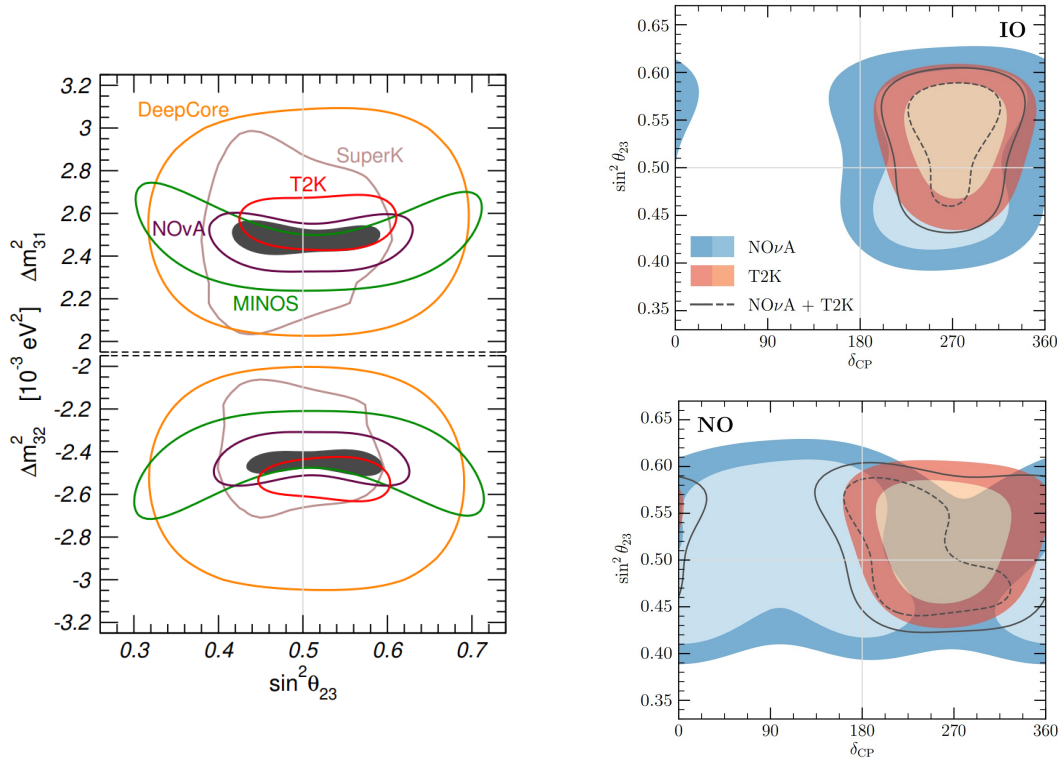 3.2
3
2.8
2.6
2.4
2.2
2
-2
-2.2
-2.4
-2.6
-2.8
-3
-3.2
0.3 0.4 0.5 0.6 0.7
sin²θ₂₃
Δm²₃₂ [10⁻³ eV²] Δm²₃₁
DeepCore
SuperK
T2K
NOvA
MINOS
IO
0.65
0.60
0.55
0.50
0.45
0.40
0.35
sin² θ₂₃
NOνA
T2K
NOνA + T2K
0 90 180 270 360
δCP
NO
0.65
0.60
0.55
0.50
0.45
0.40
0.35
sin² θ₂₃
0 90 180 270 360
δCP